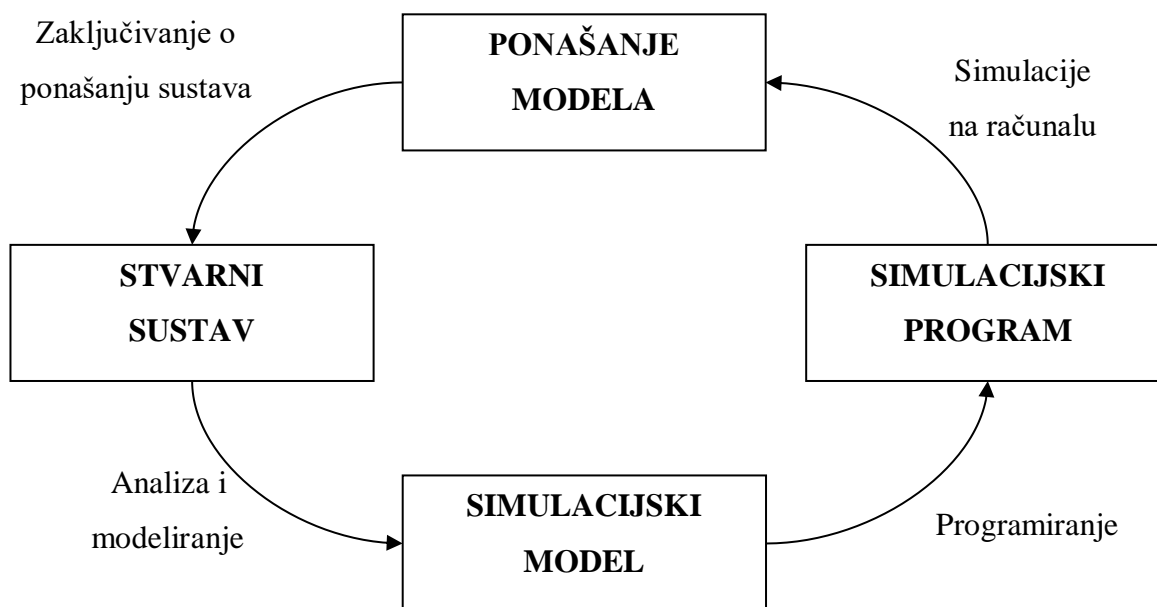 Zaključivanje o
ponašanju sustava
PONAŠANJE
MODELA
Simulacije
na računalu
STVARNI
SUSTAV
SIMULACIJSKI
PROGRAM
Analiza i
modeliranje
SIMULACIJSKI
MODEL
Programiranje